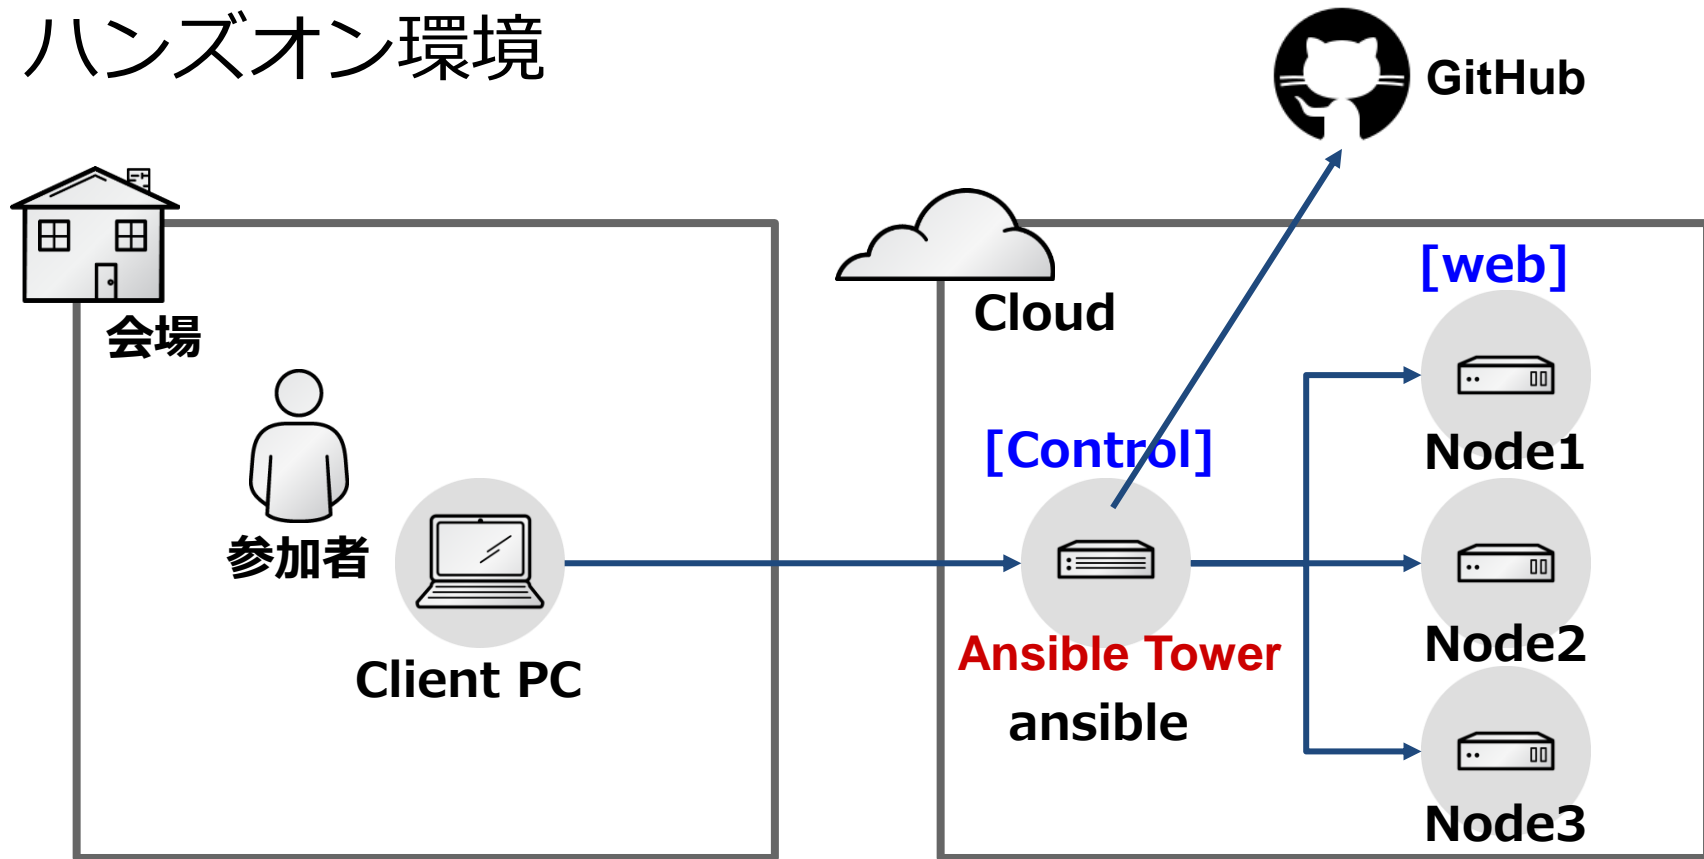 ハンズオン環境
GitHub
会場
参加者
Client PC
Cloud
[Control]
Ansible Tower
ansible
[web]
Node1
Node2
Node3